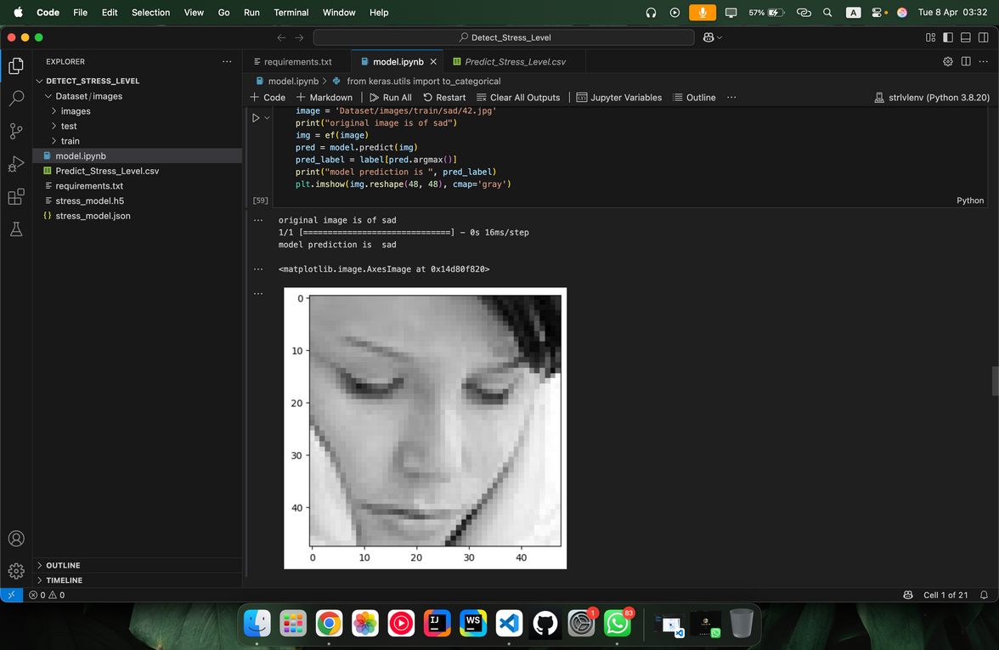 Code File Edit Selection View Go Run Terminal Window Help 57% A Tue 8 Apr 03:32
Detect_Stress_Level
EXPLORER
requirements.txt model.ipynb Predict_Stress_Level.csv
DETECT_STRESS_LEVEL
Dataset/images
images
test
train
model.ipynb
Predict_Stress_Level.csv
requirements.txt
stress_model.h5
stress_model.json
OUTLINE
TIMELINE
model.ipynb > from keras.utils import to_categorical
Code Markdown Run All Restart Clear All Outputs Jupyter Variables Outline ... strlvlenv (Python 3.8.20)
image = 'Dataset/images/train/sad/42.jpg'
print("original image is of sad")
img = ef(image)
pred = model.predict(img)
pred_label = label[pred.argmax()]
print("model prediction is ", pred_label)
plt.imshow(img.reshape(48, 48), cmap='gray')
[59] Python
original image is of sad
1/1 [==============================] - 0s 16ms/step
model prediction is  sad
<matplotlib.image.AxesImage at 0x14d80f820>
0
10
20
30
40
0 10 20 30 40
0 0 Cell 1 of 21
IJ WS 1 83